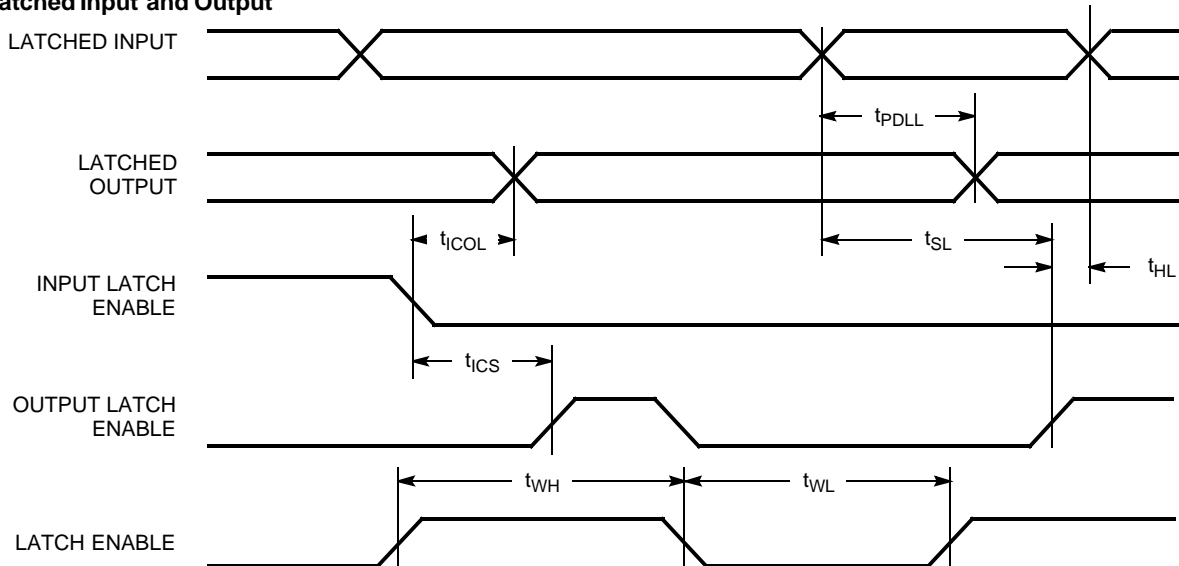 atched Input and Output
LATCHED INPUT
tPDLL
LATCHED
OUTPUT
tICOL
tSL
tHL
INPUT LATCH
ENABLE
tICS
OUTPUT LATCH
ENABLE
tWH
tWL
LATCH ENABLE